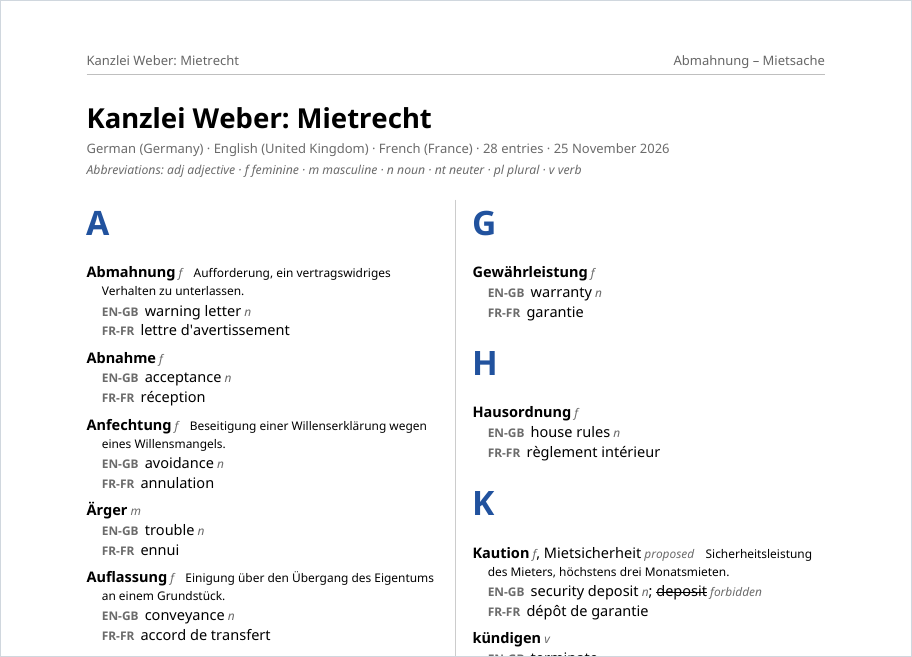 Kanzlei Weber: Mietrecht
Abmahnung – Mietsache
Kanzlei Weber: Mietrecht
German (Germany) · English (United Kingdom) · French (France) · 28 entries · 25 November 2026
Abbreviations: adj adjective · f feminine · m masculine · n noun · nt neuter · pl plural · v verb
A
Abmahnung f Aufforderung, ein vertragswidriges
Verhalten zu unterlassen.
EN-GB warning letter n
FR-FR lettre d'avertissement
Abnahme f
EN-GB acceptance n
FR-FR réception
Anfechtung f Beseitigung einer Willenserklärung wegen
eines Willensmangels.
EN-GB avoidance n
FR-FR annulation
Ärger m
EN-GB trouble n
FR-FR ennui
Auflassung f Einigung über den Übergang des Eigentums
an einem Grundstück.
EN-GB conveyance n
FR-FR accord de transfert
G
Gewährleistung f
EN-GB warranty n
FR-FR garantie
H
Hausordnung f
EN-GB house rules n
FR-FR règlement intérieur
K
Kaution f, Mietsicherheit proposed Sicherheitsleistung
des Mieters, höchstens drei Monatsmieten.
EN-GB security deposit n; deposit forbidden
FR-FR dépôt de garantie
kündigen v
EN-GB terminate